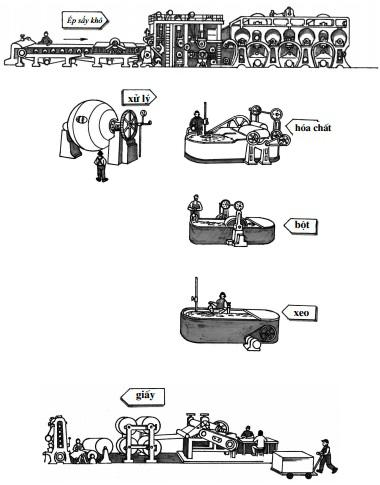 Ép sấy khô
xử lý
hóa chất
bột
xeo
giấy